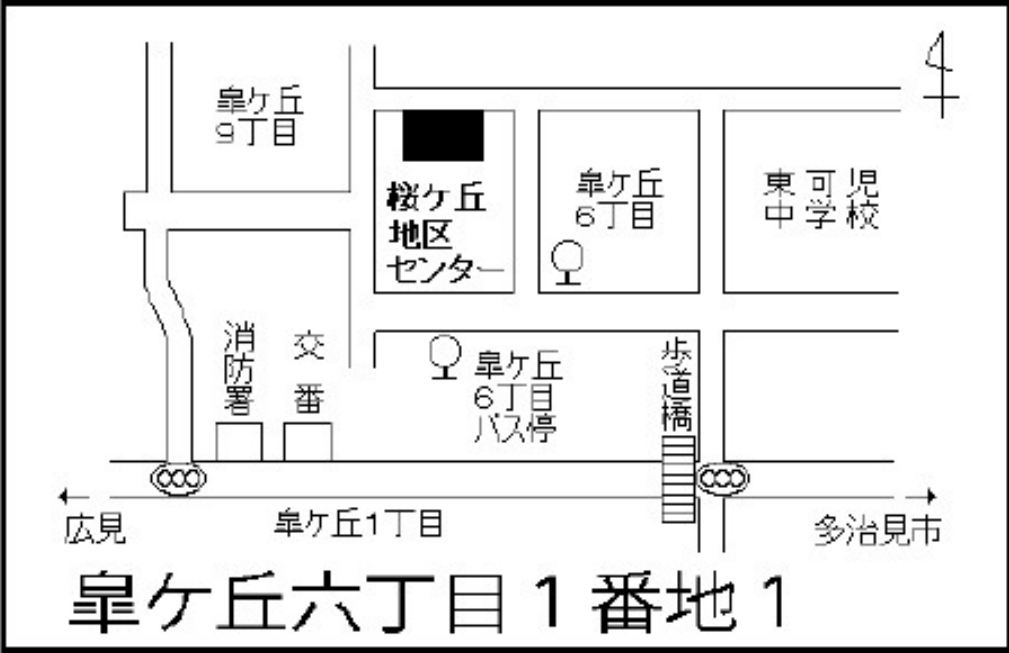 皐ケ丘
9丁目
桜ケ丘
地区
センター
皐ケ丘
6丁目
東可児
中学校
消防署
交番
皐ケ丘
6丁目
バス停
歩道橋
広見
皐ケ丘1丁目
多治見市
皐ケ丘六丁目1番地1